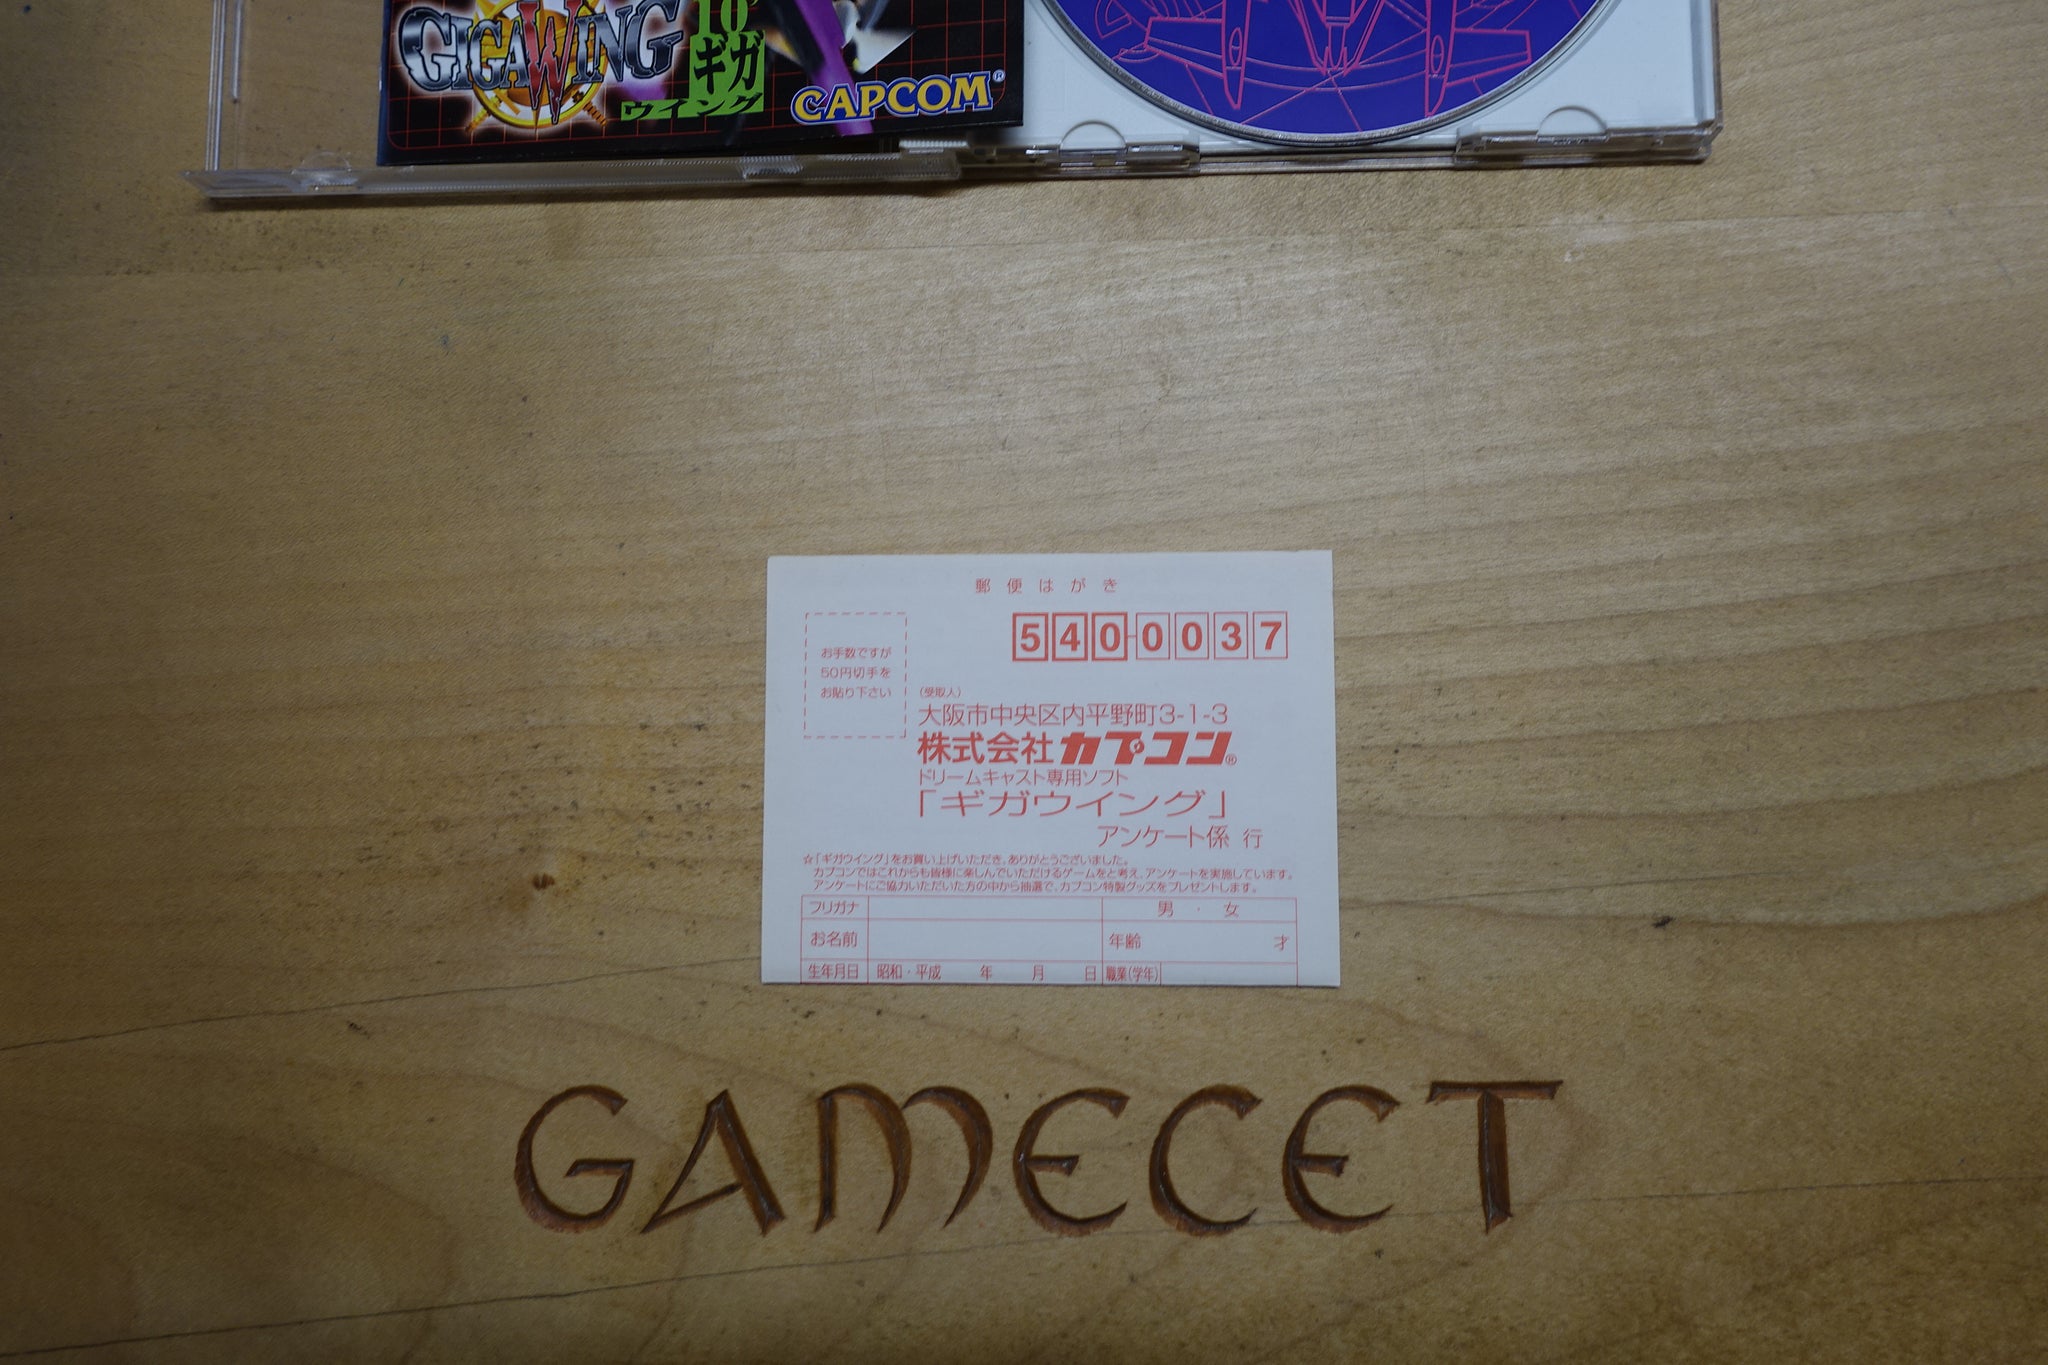 GIGAWING
10'
ギガ
ウイング
CAPCOM®
郵便はがき
540-0037
お手数ですが
50円切手を
お貼り下さい
(受取人)
大阪市中央区内平野町3-1-3
株式会社カプコン®
ドリームキャスト専用ソフト
「ギガウイング」
アンケート係 行
☆「ギガウイング」をお買い上げいただき、ありがとうございました。
カプコンではこれからも皆様に楽しんでいただけるゲームをと考え、アンケートを実施しています。
アンケートにご協力いただいた方の中から抽選で、カプコン特製グッズをプレゼントします。
フリガナ 男・女
お名前 年齢 才
生年月日 昭和・平成 年 月 日 職業(学年)
GAMECET